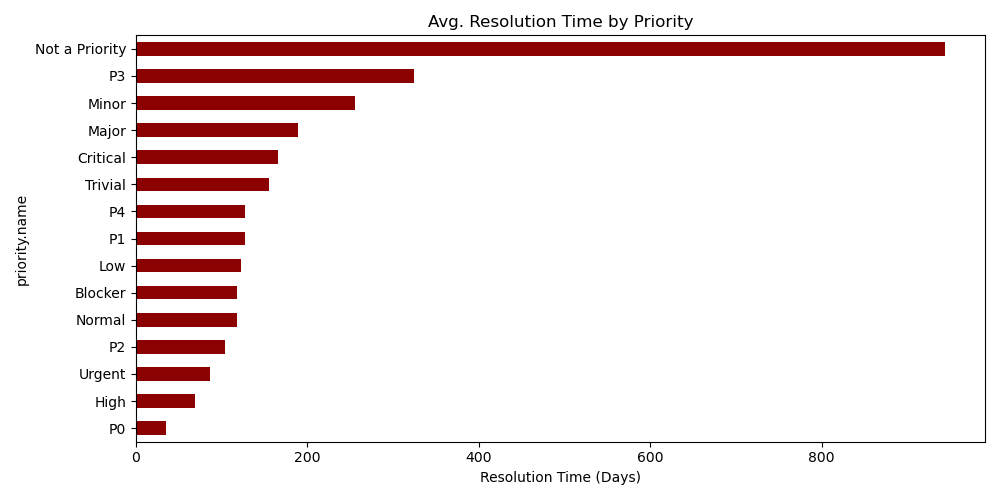 Avg. Resolution Time by Priority
priority.name
Not a Priority
P3
Minor
Major
Critical
Trivial
P4
P1
Low
Blocker
Normal
P2
Urgent
High
P0
0 200 400 600 800
Resolution Time (Days)